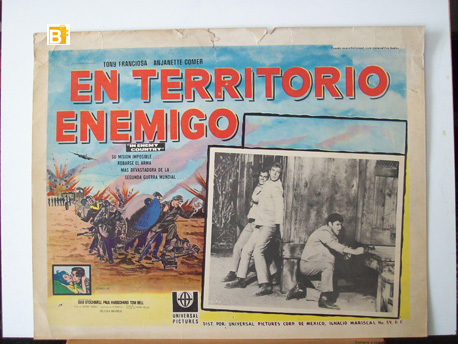 B
TONY FRANCIOSA ANJANETTE COMER
EN TERRITORIO
ENEMIGO
"IN ENEMY
COUNTRY"
SU MISION IMPOSIBLE
ROBARLE EL ARMA
MAS DEVASTADORA DE LA
SEGUNDA GUERRA MUNDIAL
GUY STOCKWELL PAUL HUBSCHMID TOM BELL
UNIVERSAL
PICTURES
DIST. POR UNIVERSAL PICTURES CORP. DE MEXICO, IGNACIO MARISCAL No.